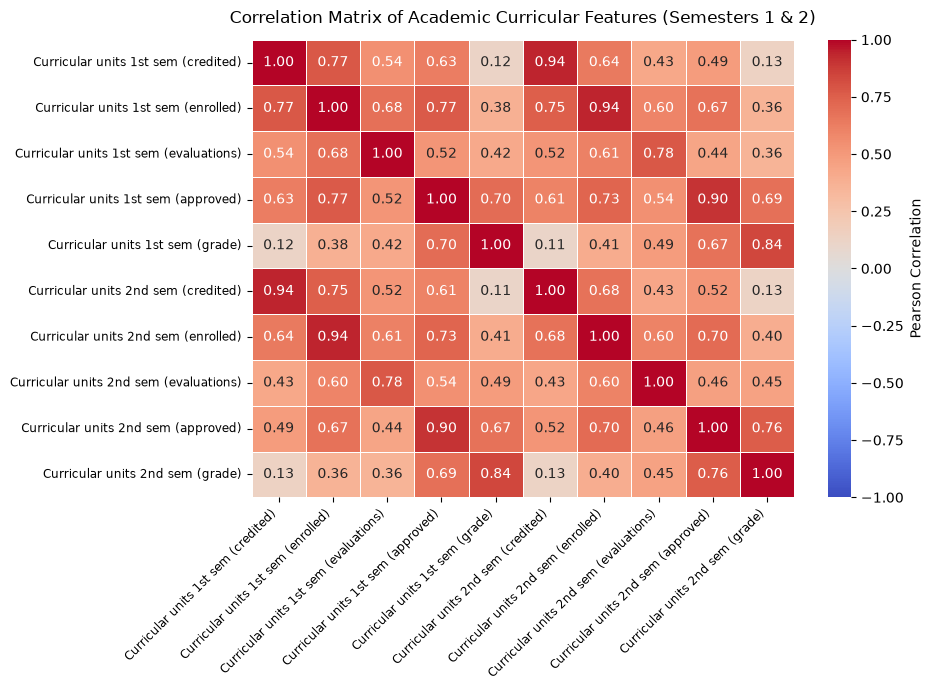 Correlation Matrix of Academic Curricular Features (Semesters 1 & 2)
Curricular units 1st sem (credited) 1.00 0.77 0.54 0.63 0.12 0.94 0.64 0.43 0.49 0.13
Curricular units 1st sem (enrolled) 0.77 1.00 0.68 0.77 0.38 0.75 0.94 0.60 0.67 0.36
Curricular units 1st sem (evaluations) 0.54 0.68 1.00 0.52 0.42 0.52 0.61 0.78 0.44 0.36
Curricular units 1st sem (approved) 0.63 0.77 0.52 1.00 0.70 0.61 0.73 0.54 0.90 0.69
Curricular units 1st sem (grade) 0.12 0.38 0.42 0.70 1.00 0.11 0.41 0.49 0.67 0.84
Curricular units 2nd sem (credited) 0.94 0.75 0.52 0.61 0.11 1.00 0.68 0.43 0.52 0.13
Curricular units 2nd sem (enrolled) 0.64 0.94 0.61 0.73 0.41 0.68 1.00 0.60 0.70 0.40
Curricular units 2nd sem (evaluations) 0.43 0.60 0.78 0.54 0.49 0.43 0.60 1.00 0.46 0.45
Curricular units 2nd sem (approved) 0.49 0.67 0.44 0.90 0.67 0.52 0.70 0.46 1.00 0.76
Curricular units 2nd sem (grade) 0.13 0.36 0.36 0.69 0.84 0.13 0.40 0.45 0.76 1.00
Curricular units 1st sem (credited)
Curricular units 1st sem (enrolled)
Curricular units 1st sem (evaluations)
Curricular units 1st sem (approved)
Curricular units 1st sem (grade)
Curricular units 2nd sem (credited)
Curricular units 2nd sem (enrolled)
Curricular units 2nd sem (evaluations)
Curricular units 2nd sem (approved)
Curricular units 2nd sem (grade)
1.00
0.75
0.50
0.25
0.00
−0.25
−0.50
−0.75
−1.00
Pearson Correlation